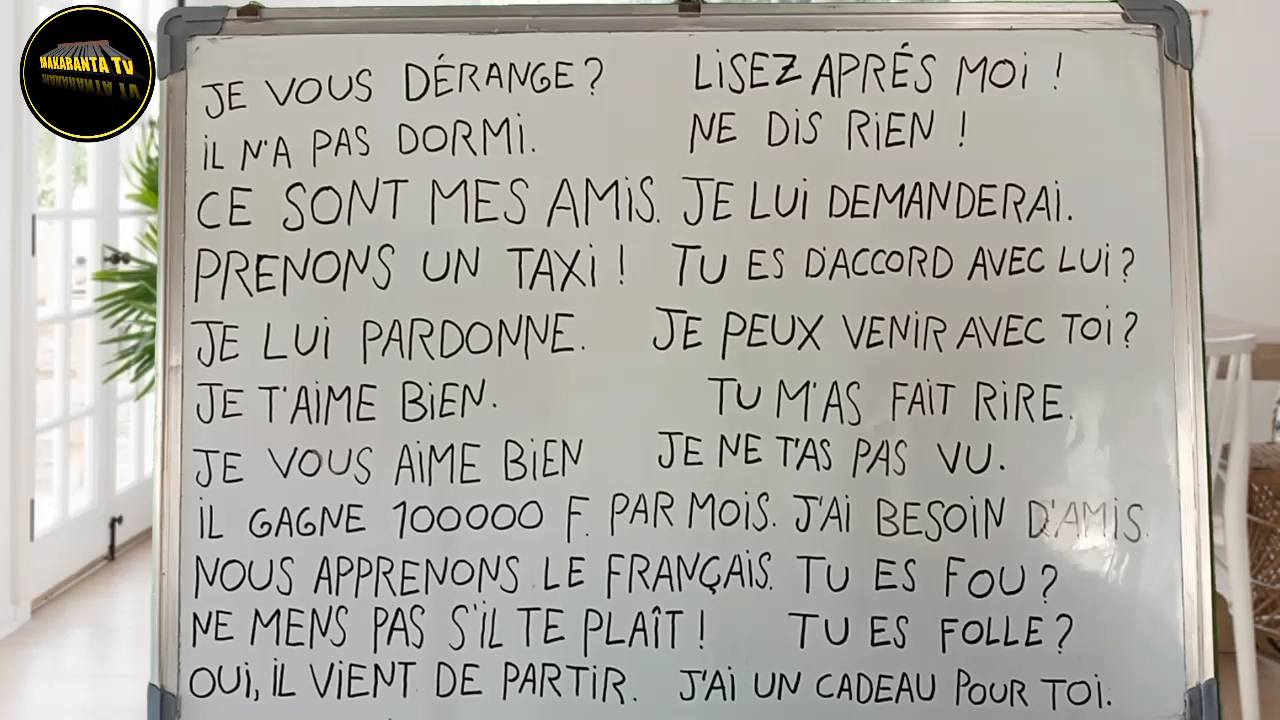 MAKARANTA TV
JE VOUS DÉRANGE? LiSEZ APRÉS MOi !
iL N'A PAS DORMi. NE DiS RiEN !
CE SONT MES AMiS. JE LUi DEMANDERAi.
PRENONS UN TAXi ! TU ES D'ACCORD AVEC LUi?
JE LUi PARDONNE. JE PEUX VENiR AVEC TOi?
JE T'AiME BiEN. TU M'AS FAiT RiRE.
JE VOUS AiME BiEN JE NE T'AS PAS VU.
iL GAGNE 100000 F. PAR MOiS. J'Ai BESOiN D'AMiS.
NOUS APPRENONS LE FRANÇAiS. TU ES FOU?
NE MENS PAS S'iL TE PLAÎT ! TU ES FOLLE?
OUi, iL ViENT DE PARTiR. J'Ai UN CADEAU POUR TOi.